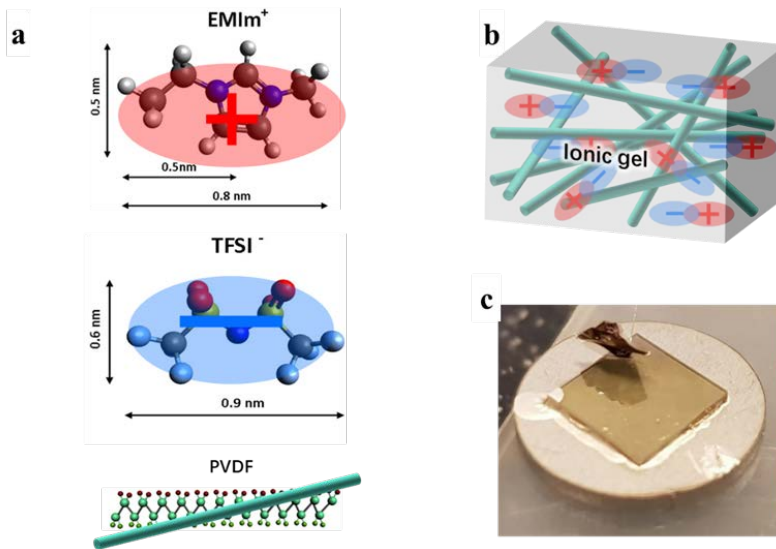 a
EMIm+
0.5 nm
0.5nm
0.8 nm
TFSI -
0.6 nm
0.9 nm
PVDF
b
Ionic gel
c